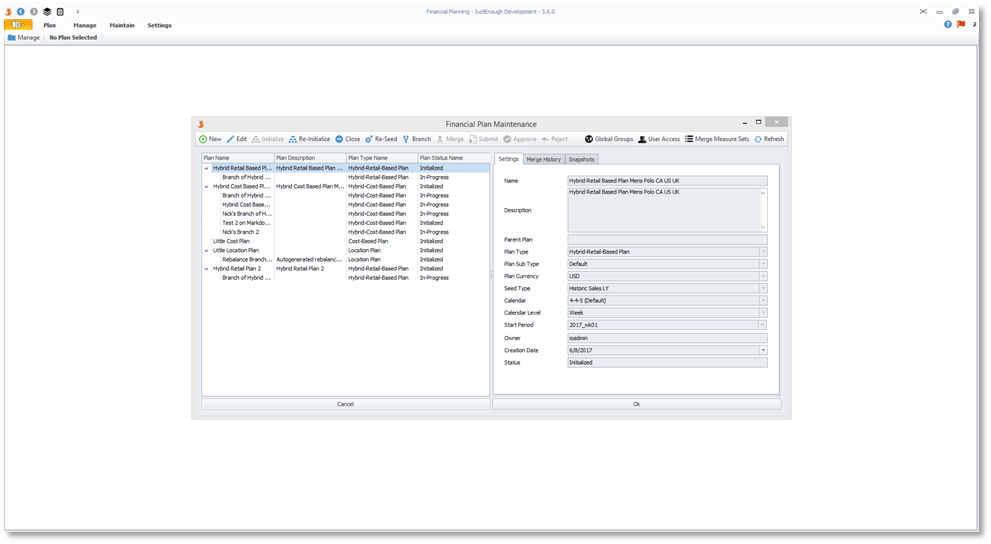 Financial Planning - JustEnough Development - 3.6.0
Plan Manage Maintain Settings
2
Manage No Plan Selected
Financial Plan Maintenance
New Edit Initialize Re-Initialize Close Re-Seed Branch Merge Submit Approve Reject Global Groups User Access Merge Measure Sets Refresh
Plan Name Plan Description Plan Type Name Plan Status Name
Hybrid Retail Based Pl... Hybrid Retail Based Plan ... Hybrid-Retail-Based Plan Initialized
Branch of Hybrid ... Hybrid-Retail-Based Plan In-Progress
Hybrid Cost Based Pl... Hybrid Cost Based Plan M... Hybrid-Cost-Based Plan Initialized
Branch of Hybrid ... Hybrid-Cost-Based Plan In-Progress
Hybrid Cost Base... Hybrid-Cost-Based Plan In-Progress
Nick's Branch of H... Hybrid-Cost-Based Plan In-Progress
Test 2 on Markdo... Hybrid-Cost-Based Plan Initialized
Nick's Branch 2 Hybrid-Cost-Based Plan In-Progress
Little Cost Plan Cost-Based Plan Initialized
Little Location Plan Location Plan Initialized
Rebalance Branch... Autogenerated rebalanc... Location Plan Initialized
Hybrid Retail Plan 2 Hybrid Retail Plan 2 Hybrid-Retail-Based Plan Initialized
Branch of Hybrid ... Hybrid-Retail-Based Plan In-Progress
Settings Merge History Snapshots
Name Hybrid Retail Based Plan Mens Polo CA US UK
Description Hybrid Retail Based Plan Mens Polo CA US UK
Parent Plan
Plan Type Hybrid-Retail-Based Plan
Plan Sub Type Default
Plan Currency USD
Seed Type Historic Sales LY
Calendar 4-4-5 (Default)
Calendar Level Week
Start Period 2017_wk01
Owner ioadmin
Creation Date 6/8/2017
Status Initialized
Cancel Ok